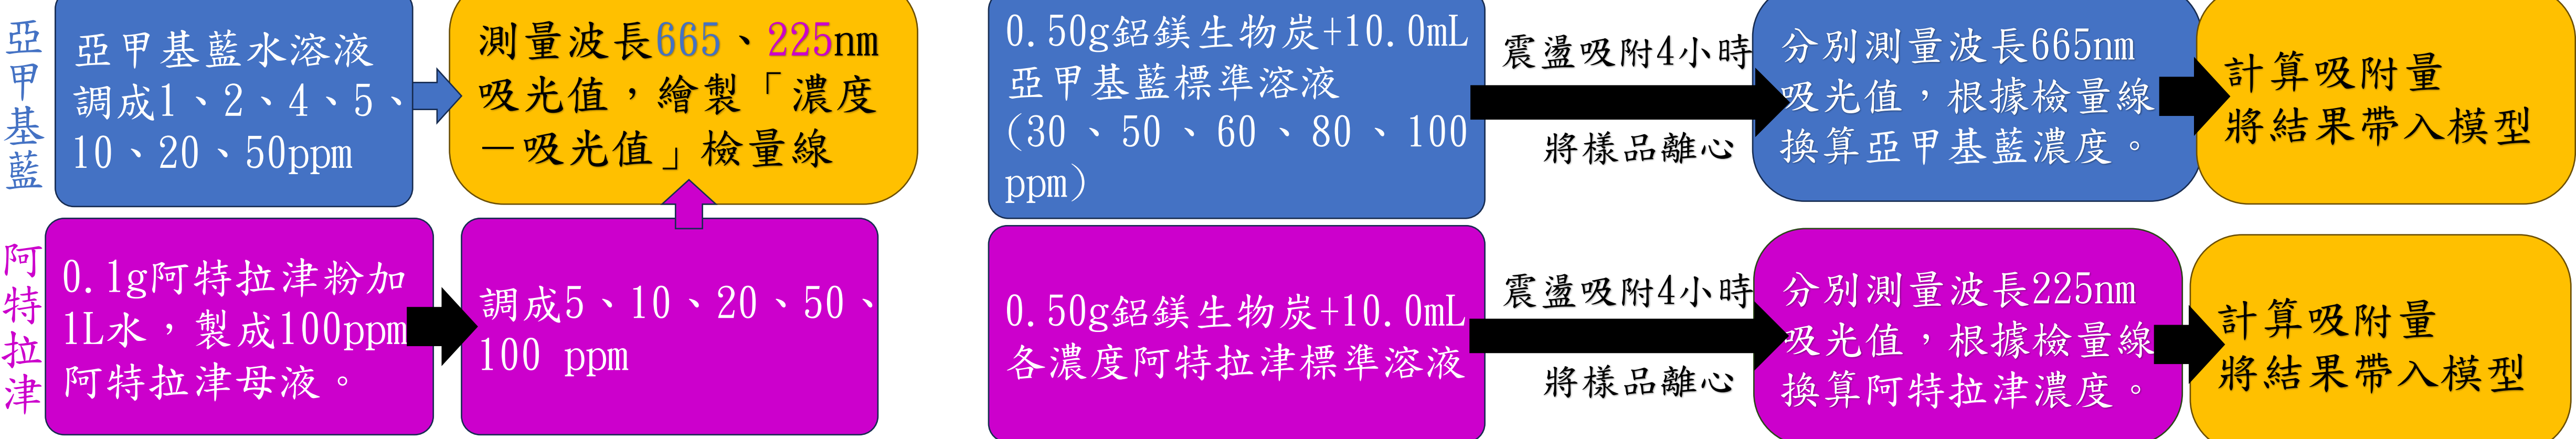 亞甲基藍
亞甲基藍水溶液
調成1、2、4、5、
10、20、50ppm
測量波長665、225nm
吸光值，繪製「濃度
－吸光值」檢量線
阿特拉津
0.1g阿特拉津粉加
1L水，製成100ppm
阿特拉津母液。
調成5、10、20、50、
100 ppm
0.50g鋁鎂生物炭+10.0mL
亞甲基藍標準溶液
(30、50、60、80、100
ppm)
震盪吸附4小時
將樣品離心
分別測量波長665nm
吸光值，根據檢量線
換算亞甲基藍濃度。
計算吸附量
將結果帶入模型
0.50g鋁鎂生物炭+10.0mL
各濃度阿特拉津標準溶液
震盪吸附4小時
將樣品離心
分別測量波長225nm
吸光值，根據檢量線
換算阿特拉津濃度。
計算吸附量
將結果帶入模型